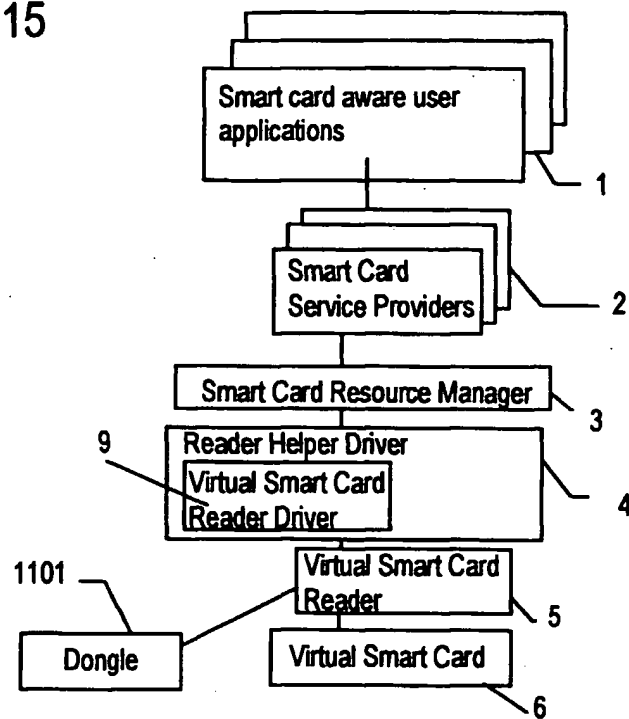 15
Smart card aware user
applications
1
Smart Card
Service Providers
2
Smart Card Resource Manager
3
9
Reader Helper Driver
Virtual Smart Card
Reader Driver
4
1101
Virtual Smart Card
Reader
5
Dongle
Virtual Smart Card
6